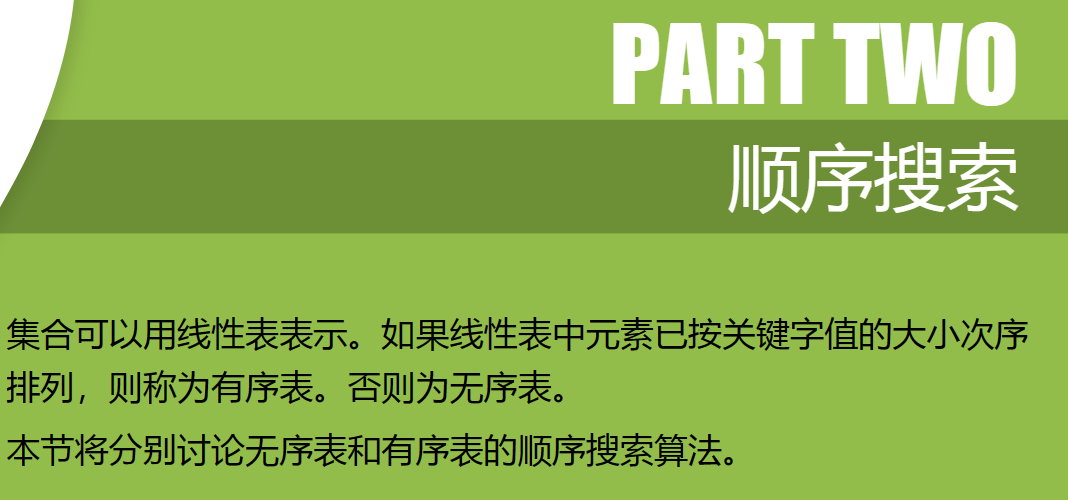 PART TWO
顺序搜索
集合可以用线性表表示。如果线性表中元素已按关键字值的大小次序
排列，则称为有序表。否则为无序表。
本节将分别讨论无序表和有序表的顺序搜索算法。